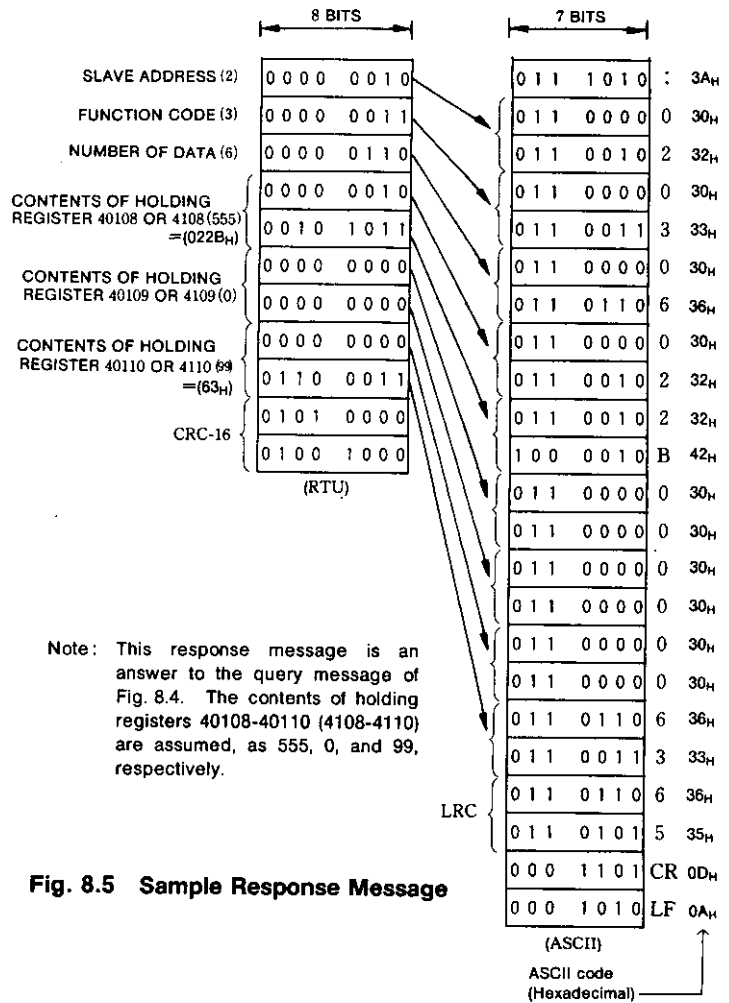 8 BITS
7 BITS
SLAVE ADDRESS (2)
0000 0010
FUNCTION CODE (3)
0000 0011
NUMBER OF DATA (6)
0000 0110
CONTENTS OF HOLDING
REGISTER 40108 OR 4108 (555)
=(022BH)
0000 0010
0010 1011
CONTENTS OF HOLDING
REGISTER 40109 OR 4109 (0)
0000 0000
0000 0000
CONTENTS OF HOLDING
REGISTER 40110 OR 4110 (99
=(63H)
0000 0000
0110 0011
CRC-16
0101 0000
0100 1000
(RTU)
011 1010 : 3AH
011 0000 0 30H
011 0010 2 32H
011 0000 0 30H
011 0011 3 33H
011 0000 0 30H
011 0110 6 36H
011 0000 0 30H
011 0010 2 32H
011 0010 2 32H
100 0010 B 42H
011 0000 0 30H
011 0000 0 30H
011 0000 0 30H
011 0000 0 30H
011 0000 0 30H
011 0000 0 30H
011 0110 6 36H
011 0011 3 33H
LRC
011 0110 6 36H
011 0101 5 35H
000 1101 CR 0DH
000 1010 LF 0AH
(ASCII)
ASCII code
(Hexadecimal)
Note: This response message is an
answer to the query message of
Fig. 8.4. The contents of holding
registers 40108-40110 (4108-4110)
are assumed, as 555, 0, and 99,
respectively.
Fig. 8.5 Sample Response Message